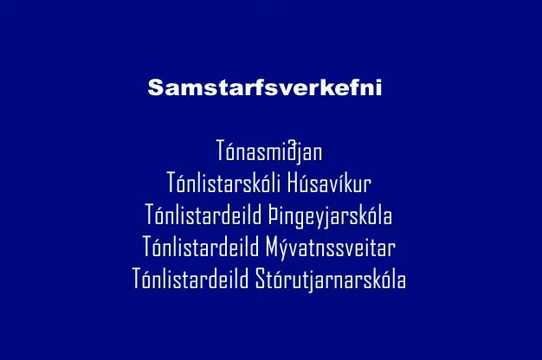 Samstarfsverkefni
Tónasmiðjan
Tónlistarskóli Húsavíkur
Tónlistardeild Þingeyjarskóla
Tónlistardeild Mývatnssveitar
Tónlistardeild Stórutjarnarskóla